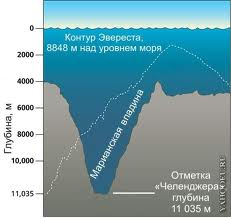 Контур Эвереста,
8848 м над уровнем моря
0
2000
4000
6000
8000
10,000
11,035
Глубина, м
Марианская впадина
Отметка
«Челенджера»
глубина
11 035 м